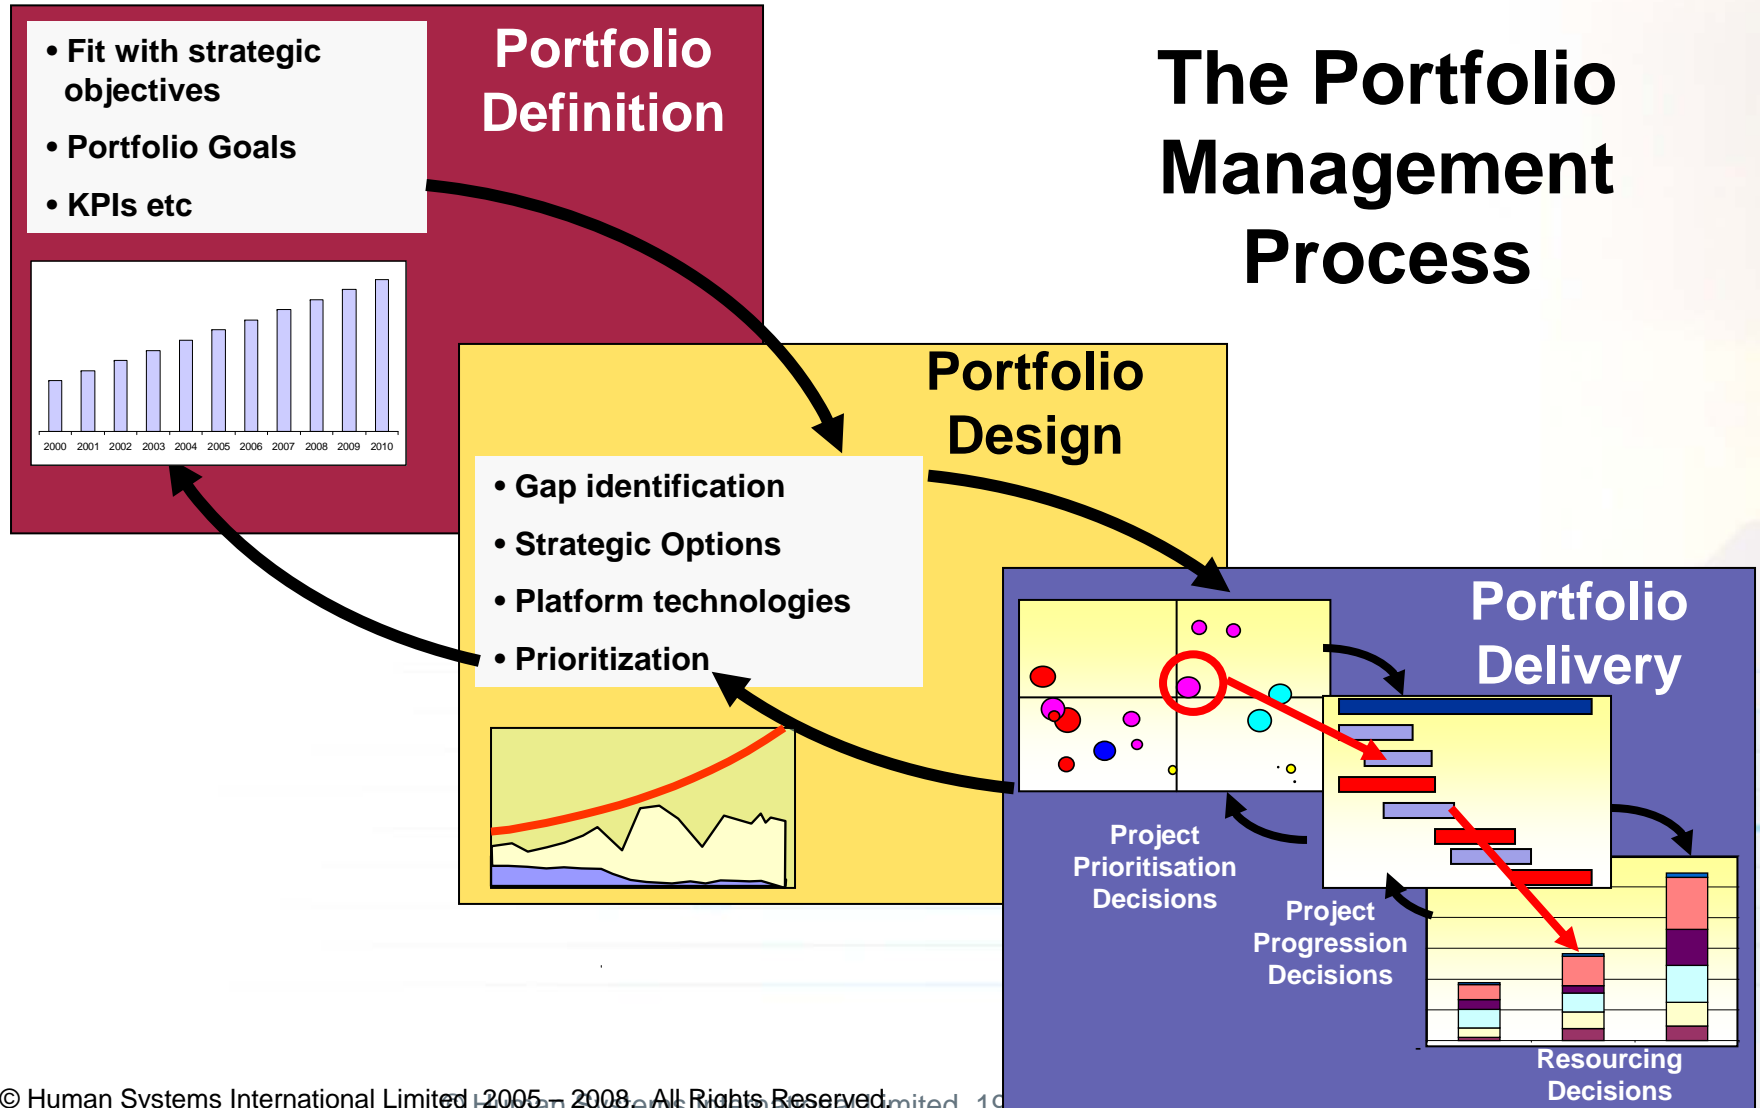 The Portfolio
Management
Process
Portfolio
Definition
• Fit with strategic
objectives
• Portfolio Goals
• KPIs etc
2000 2001 2002 2003 2004 2005 2006 2007 2008 2009 2010
Portfolio
Design
• Gap identification
• Strategic Options
• Platform technologies
• Prioritization
Portfolio
Delivery
Project
Prioritisation
Decisions
Project
Progression
Decisions
Resourcing
Decisions
© Human Systems International Limited 2005 – 2008. All Rights Reserved.